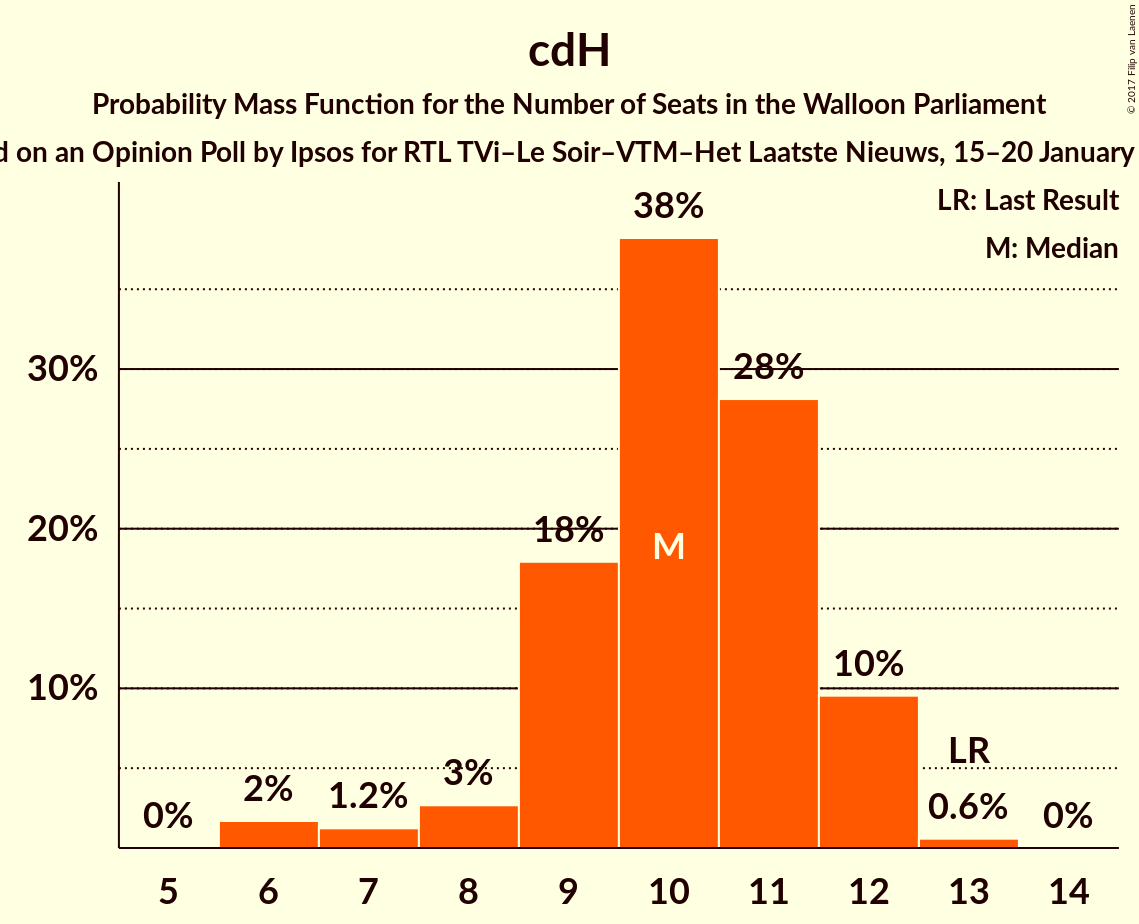 cdH
Probability Mass Function for the Number of Seats in the Walloon Parliament
on an Opinion Poll by Ipsos for RTL TVi–Le Soir–VTM–Het Laatste Nieuws, 15–20 January
© 2017 Filip van Laenen
LR: Last Result
M: Median
38%
30%
28%
20%
18%
M
10%
10%
LR
5%
0%
2%
1.2%
3%
0.6%
0%
5 6 7 8 9 10 11 12 13 14